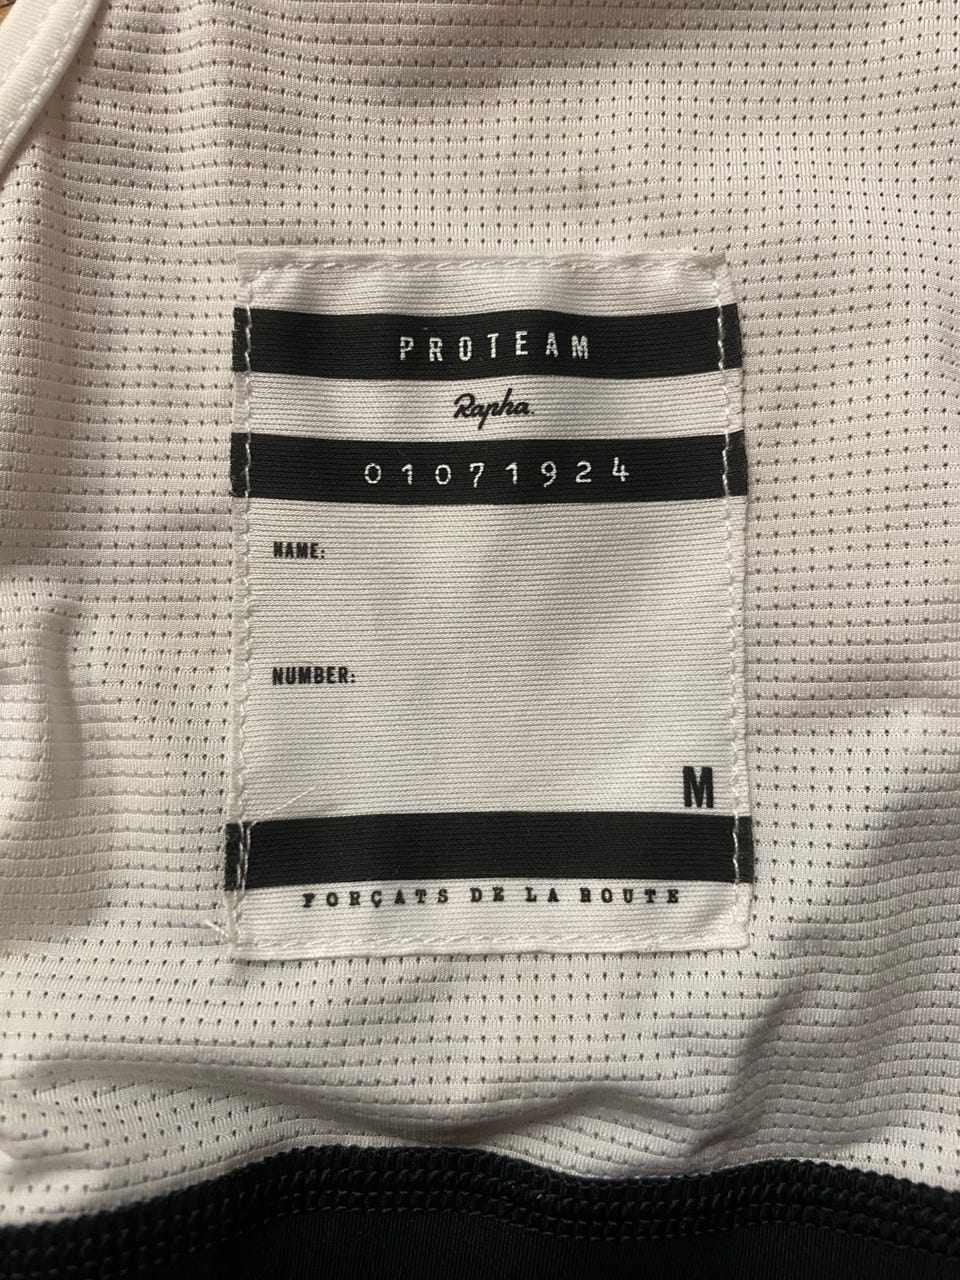 PROTEAM
Rapha.
01071924
NAME:
NUMBER:
M
FORÇATS DE LA ROUTE